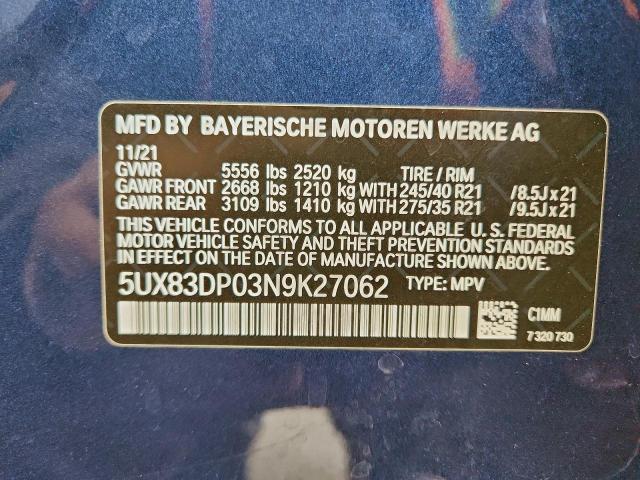 MFD BY BAYERISCHE MOTOREN WERKE AG
11/21
GVWR 5556 lbs 2520 kg TIRE / RIM
GAWR FRONT 2668 lbs 1210 kg WITH 245/40 R21 /8.5J x 21
GAWR REAR 3109 lbs 1410 kg WITH 275/35 R21 /9.5J x 21
THIS VEHICLE CONFORMS TO ALL APPLICABLE U. S. FEDERAL
MOTOR VEHICLE SAFETY AND THEFT PREVENTION STANDARDS
IN EFFECT ON THE DATE OF MANUFACTURE SHOWN ABOVE.
5UX83DP03N9K27062 TYPE: MPV
C1MM
7 320 730